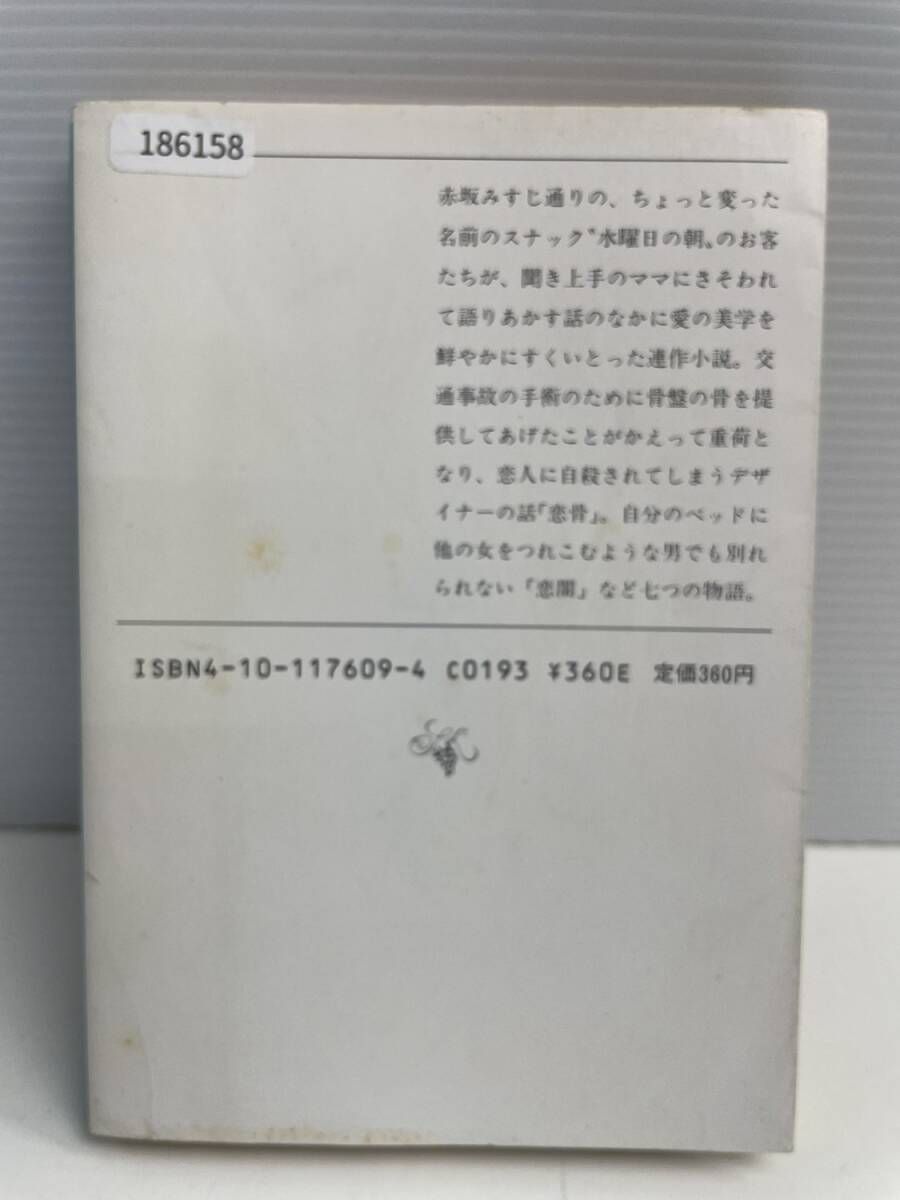 186158
赤坂みすじ通りの、ちょっと変った
名前のスナック〝水曜日の朝〟のお客
たちが、聞き上手のママにさそわれ
て語りあかす話のなかに愛の美学を
鮮やかにすくいとった連作小説。交
通事故の手術のために骨盤の骨を提
供してあげたことがかえって重荷と
なり、恋人に自殺されてしまうデザ
イナーの話「恋骨」。自分のベッドに
他の女をつれこむような男でも別れ
られない「恋闇」など七つの物語。
ISBN4-10-117609-4 C0193 ¥360E 定価360円